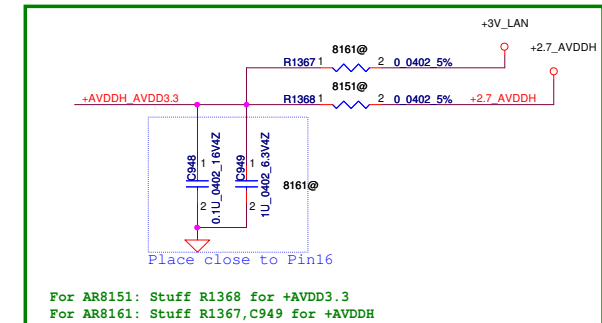 +3V_LAN
8161@
+2.7_AVDDH
R1367 1 2 0_0402_5%
8151@
+AVDDH_AVDD3.3
R1368 1 2 0_0402_5% +2.7_AVDDH
C948
1
2
0.1U_0402_16V4Z
C949
1
2
1U_0402_6.3V4Z
8161@
Place close to Pin16
For AR8151: Stuff R1368 for +AVDD3.3
For AR8161: Stuff R1367,C949 for +AVDDH